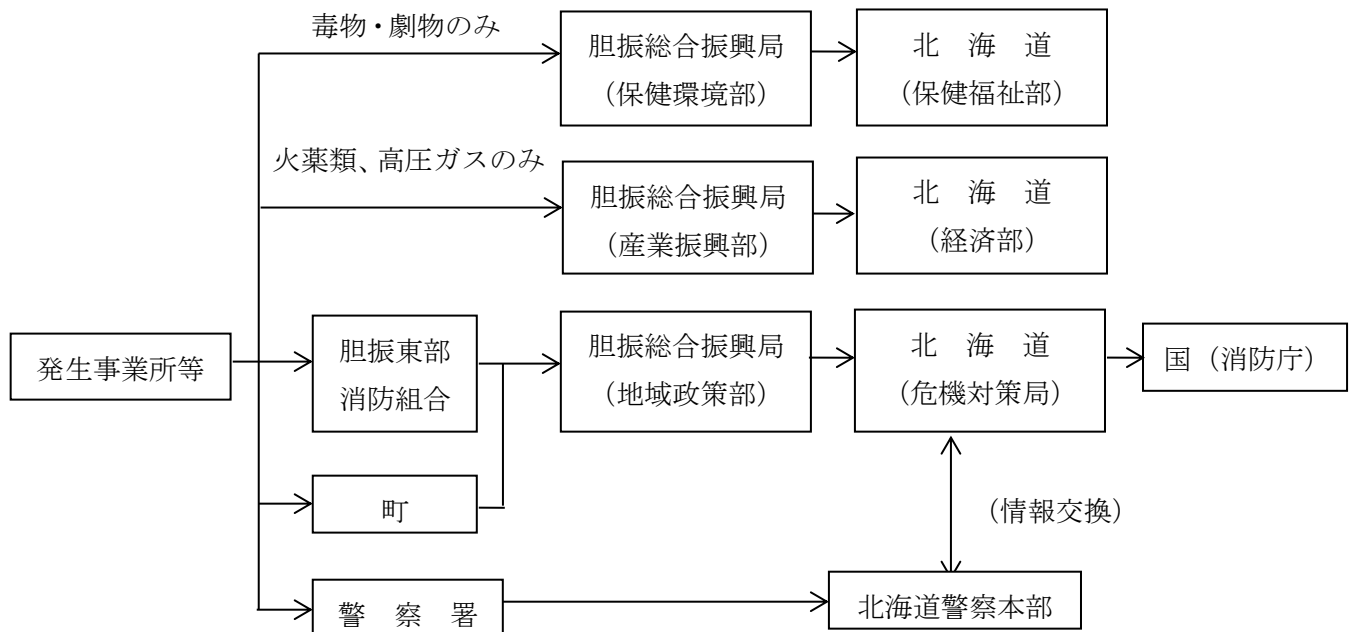 毒物・劇物のみ
胆振総合振興局
（保健環境部）
北　海　道
（保健福祉部）
火薬類、高圧ガスのみ
胆振総合振興局
（産業振興部）
北　海　道
（経済部）
発生事業所等
胆振東部
消防組合
胆振総合振興局
（地域政策部）
北　海　道
（危機対策局）
国（消防庁）
町
（情報交換）
警　察　署
北海道警察本部